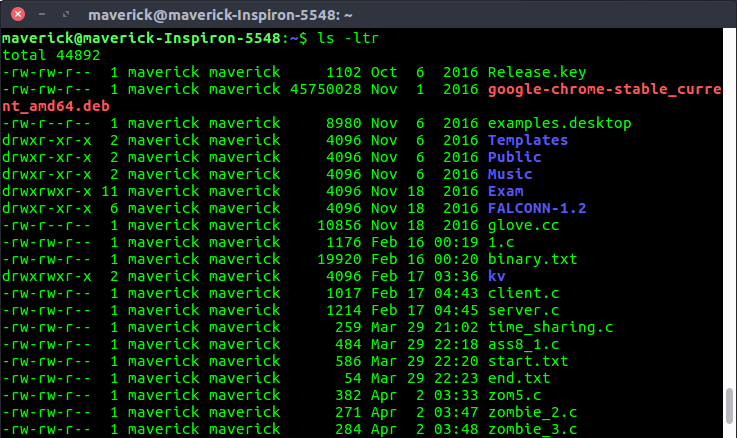 maverick@maverick-Inspiron-5548: ~
maverick@maverick-Inspiron-5548:~$ ls -ltr
total 44892
-rw-rw-r--  1 maverick maverick     1102 Oct  6  2016 Release.key
-rw-rw-r--  1 maverick maverick 45750028 Nov  1  2016 google-chrome-stable_curre
nt_amd64.deb
-rw-r--r--  1 maverick maverick     8980 Nov  6  2016 examples.desktop
drwxr-xr-x  2 maverick maverick     4096 Nov  6  2016 Templates
drwxr-xr-x  2 maverick maverick     4096 Nov  6  2016 Public
drwxr-xr-x  2 maverick maverick     4096 Nov  6  2016 Music
drwxrwxr-x 11 maverick maverick     4096 Nov 18  2016 Exam
drwxr-xr-x  6 maverick maverick     4096 Nov 18  2016 FALCONN-1.2
-rw-r--r--  1 maverick maverick    10856 Nov 18  2016 glove.cc
-rw-rw-r--  1 maverick maverick     1176 Feb 16 00:19 1.c
-rw-rw-r--  1 maverick maverick    19920 Feb 16 00:20 binary.txt
drwxrwxr-x  2 maverick maverick     4096 Feb 17 03:36 kv
-rw-rw-r--  1 maverick maverick     1017 Feb 17 04:43 client.c
-rw-rw-r--  1 maverick maverick     1214 Feb 17 04:45 server.c
-rw-rw-r--  1 maverick maverick      259 Mar 29 21:02 time_sharing.c
-rw-rw-r--  1 maverick maverick      484 Mar 29 22:18 ass8_1.c
-rw-rw-r--  1 maverick maverick      586 Mar 29 22:20 start.txt
-rw-rw-r--  1 maverick maverick       54 Mar 29 22:23 end.txt
-rw-rw-r--  1 maverick maverick      382 Apr  2 03:33 zom5.c
-rw-rw-r--  1 maverick maverick      271 Apr  2 03:47 zombie_2.c
-rw-rw-r--  1 maverick maverick      284 Apr  2 03:48 zombie_3.c